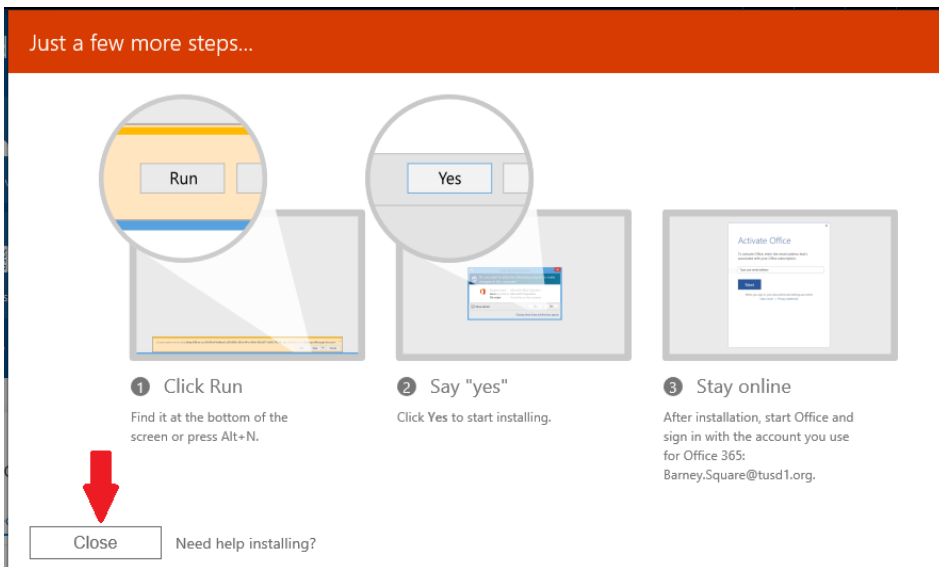 Just a few more steps...
Run
Yes
Activate Office
Next
1 Click Run
Find it at the bottom of the
screen or press Alt+N.
2 Say "yes"
Click Yes to start installing.
3 Stay online
After installation, start Office and
sign in with the account you use
for Office 365:
Barney.Square@tusd1.org.
Close
Need help installing?